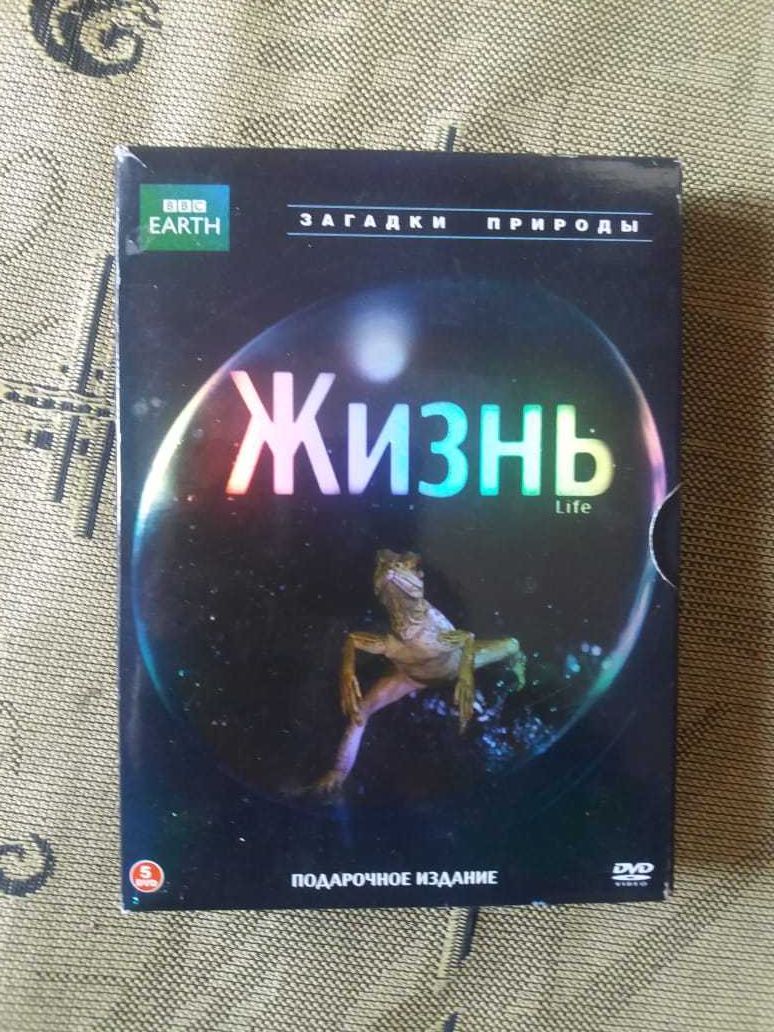 BBC
EARTH
ЗАГАДКИ ПРИРОДЫ
Жизнь
Life
5
DVD
ПОДАРОЧНОЕ ИЗДАНИЕ
DVD
VIDEO